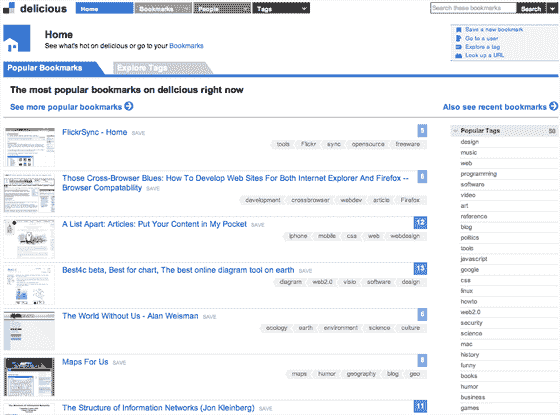 delicious
Home
Bookmarks
People
Tags
Search these bookmarks
Search
Home
See what's hot on delicious or go to your Bookmarks
Save a new bookmark
Go to a user
Explore a tag
Look up a URL
Popular Bookmarks
Explore Tags
The most popular bookmarks on delicious right now
See more popular bookmarks
Also see recent bookmarks
FlickrSync - Home SAVE
tools Flickr sync opensource freeware
Those Cross-Browser Blues: How To Develop Web Sites For Both Internet Explorer And Firefox --
Browser Compatability SAVE
development crossbrowser webdev article Firefox
A List Apart: Articles: Put Your Content in My Pocket SAVE
12
iphone mobile css web webdesign
Best4c beta, Best for chart, The best online diagram tool on earth SAVE
13
diagram web2.0 visio software design
The World Without Us - Alan Weisman SAVE
ecology earth environment science culture
Maps For Us SAVE
maps humor geography blog geo
The Structure of Information Networks (Jon Kleinberg) SAVE
11
Popular Tags
design
music
web
programming
software
video
art
reference
blog
politics
tools
javascript
google
css
linux
howto
web2.0
security
science
mac
history
funny
books
humor
business
games